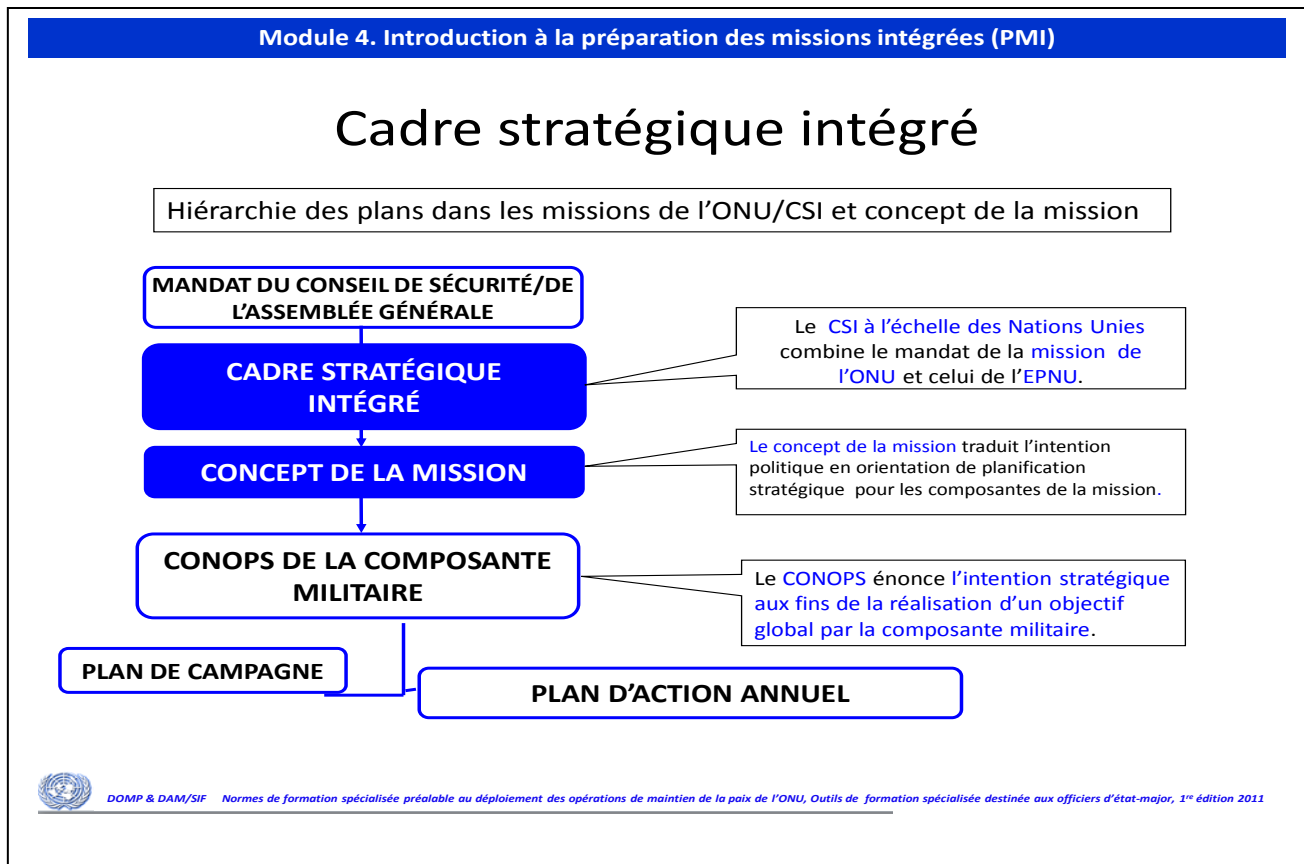 Module 4. Introduction à la préparation des missions intégrées (PMI)
Cadre stratégique intégré
Hiérarchie des plans dans les missions de l’ONU/CSI et concept de la mission
MANDAT DU CONSEIL DE SÉCURITÉ/DE
L’ASSEMBLÉE GÉNÉRALE
CADRE STRATÉGIQUE
INTÉGRÉ
Le CSI à l’échelle des Nations Unies
combine le mandat de la mission de
l’ONU et celui de l’EPNU.
CONCEPT DE LA MISSION
Le concept de la mission traduit l’intention
politique en orientation de planification
stratégique pour les composantes de la mission.
CONOPS DE LA COMPOSANTE
MILITAIRE
Le CONOPS énonce l’intention stratégique
aux fins de la réalisation d’un objectif
global par la composante militaire.
PLAN DE CAMPAGNE
PLAN D’ACTION ANNUEL
DOMP & DAM/SIF Normes de formation spécialisée préalable au déploiement des opérations de maintien de la paix de l’ONU, Outils de formation spécialisée destinée aux officiers d’état-major, 1re édition 2011